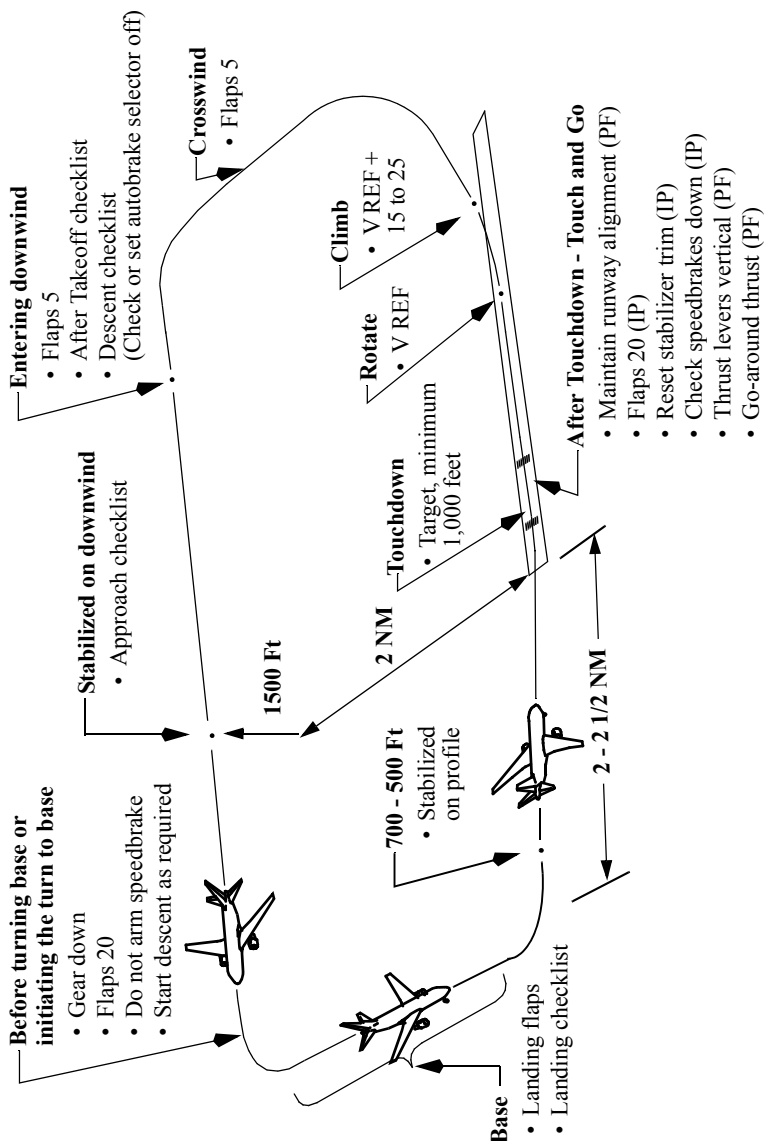 Before turning base or
initiating the turn to base
• Gear down
• Flaps 20
• Do not arm speedbrake
• Start descent as required
Stabilized on downwind
• Approach checklist
Entering downwind
• Flaps 5
• After Takeoff checklist
• Descent checklist
(Check or set autobrake selector off)
Crosswind
• Flaps 5
1500 Ft
2 NM
Climb
• VREF +
15 to 25
Rotate
• VREF
Touchdown
• Target, minimum
1,000 feet
700 - 500 Ft
• Stabilized
on profile
Base
• Landing flaps
• Landing checklist
2 - 2 1/2 NM
After Touchdown - Touch and Go
• Maintain runway alignment (PF)
• Flaps 20 (IP)
• Reset stabilizer trim (IP)
• Check speedbrakes down (IP)
• Thrust levers vertical (PF)
• Go-around thrust (PF)